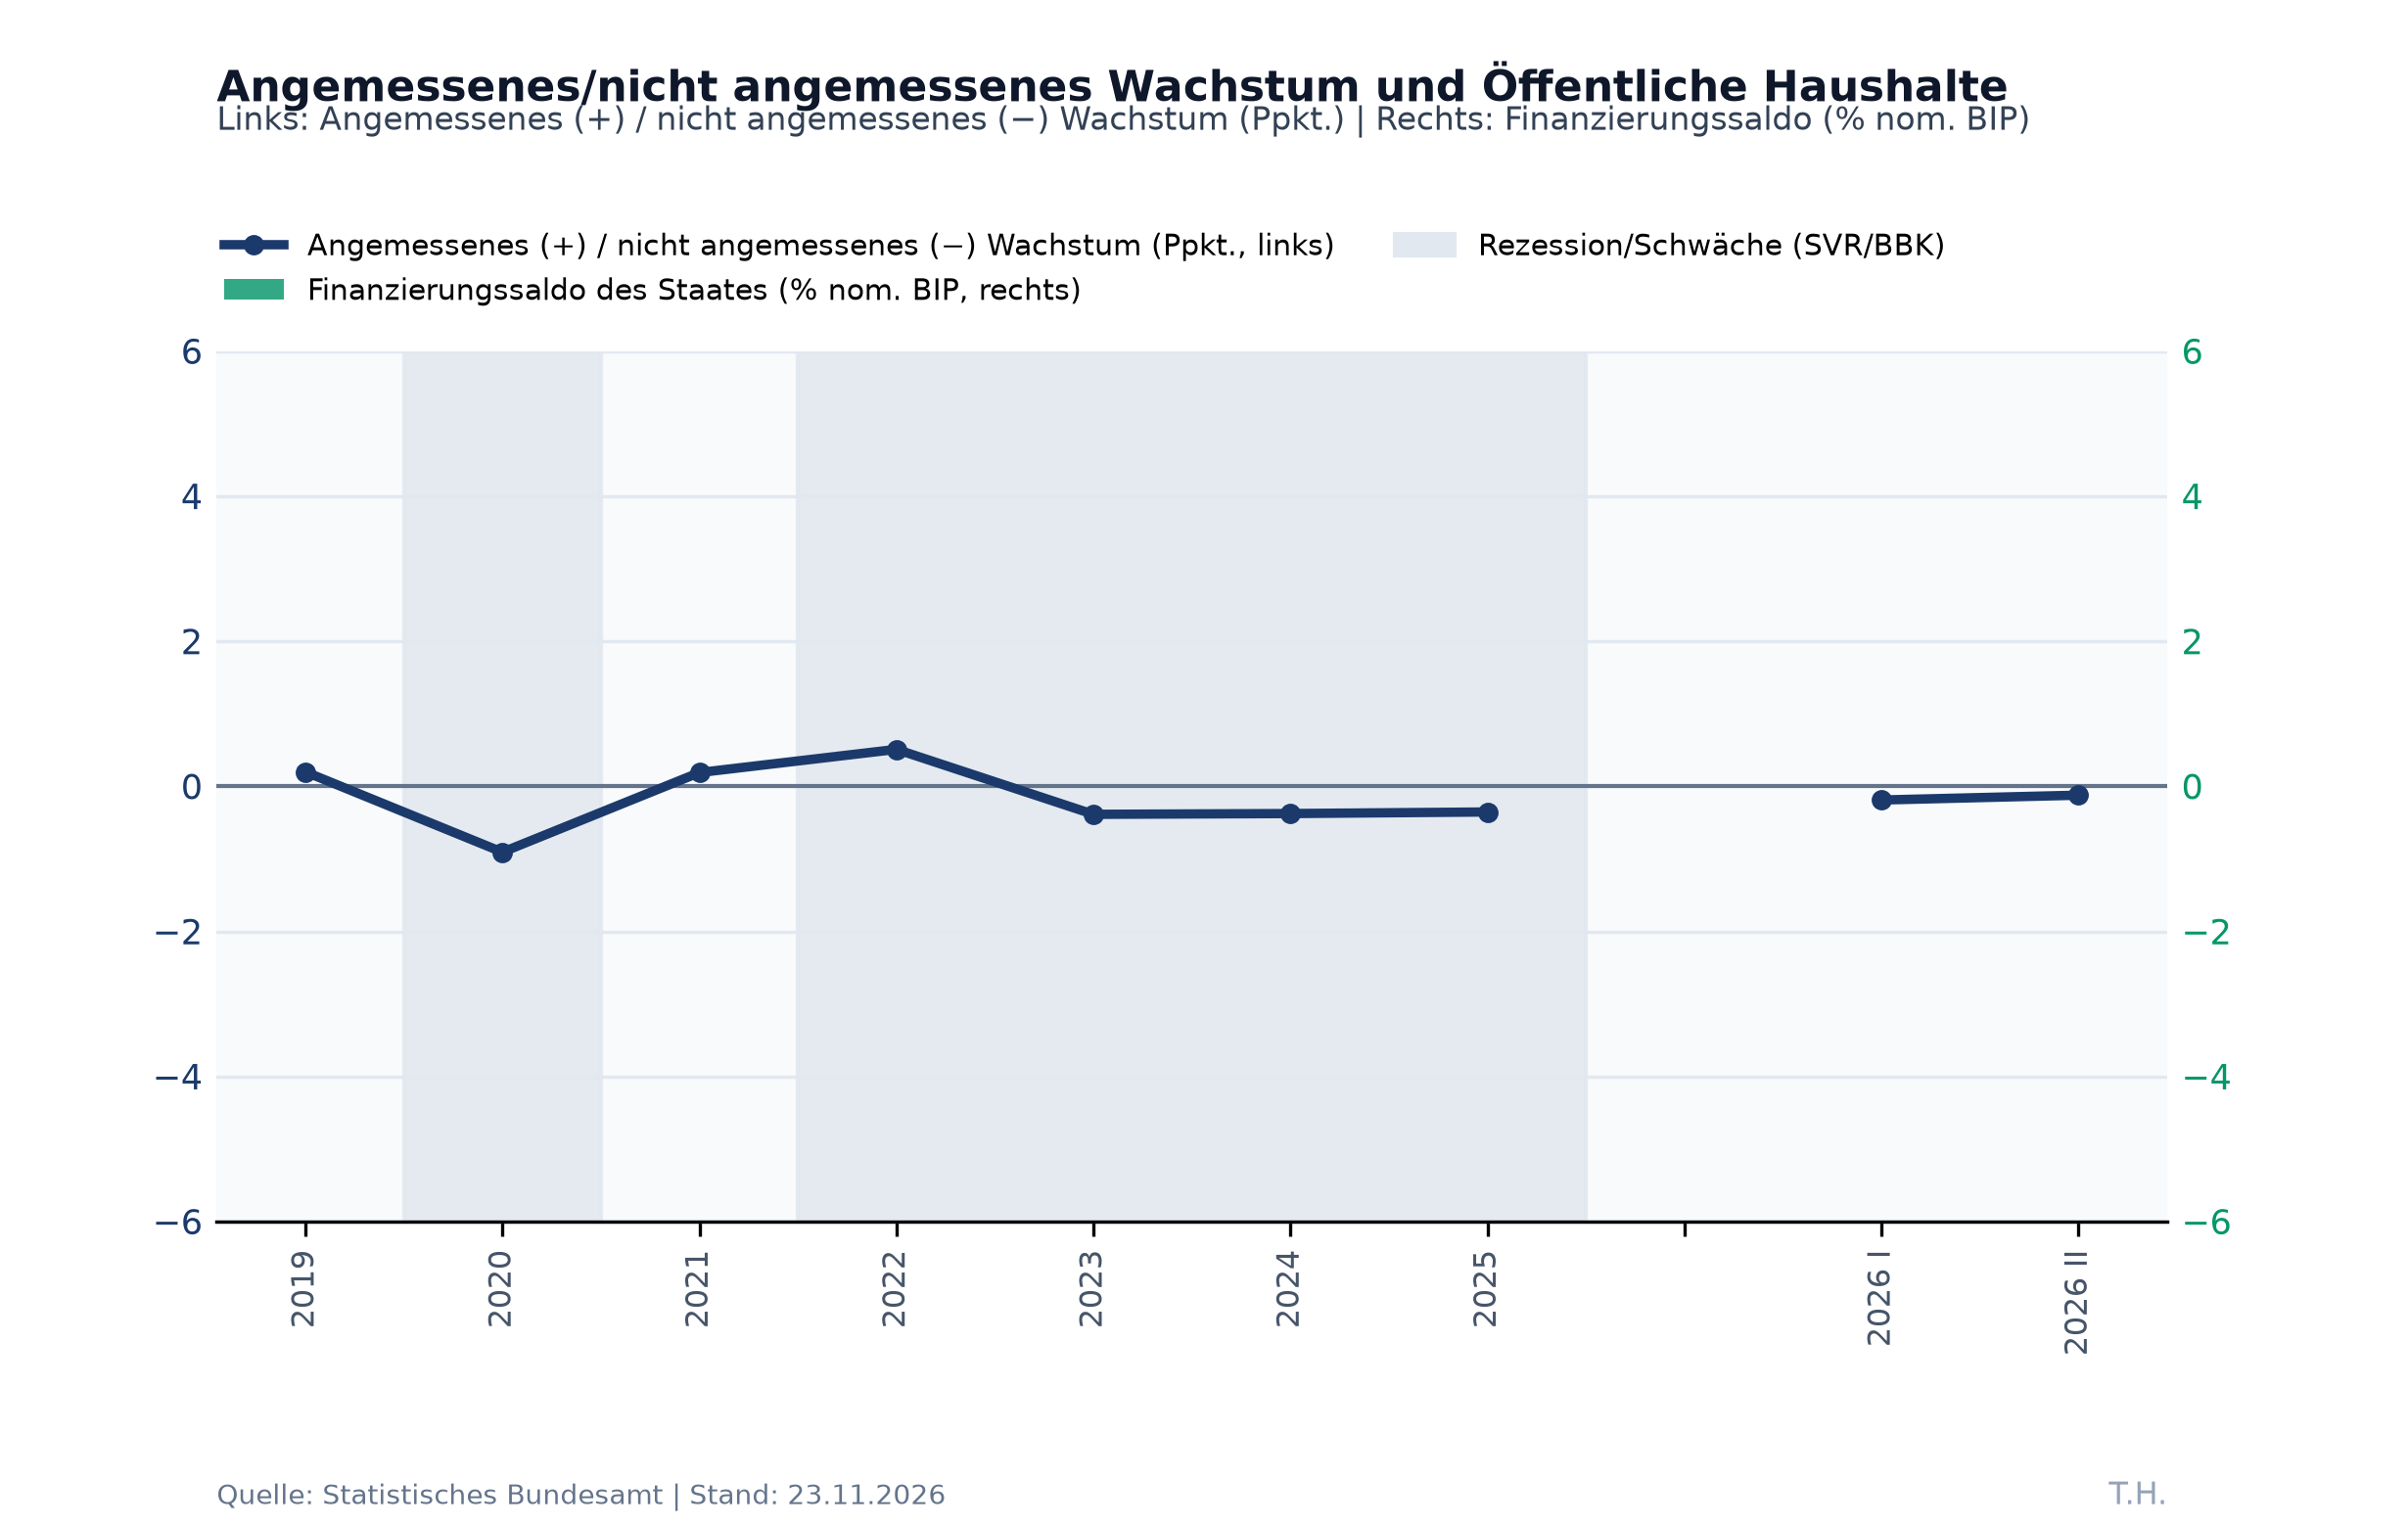 Angemessenes/nicht angemessenes Wachstum und Öffentliche Haushalte
Links: Angemessenes (+) / nicht angemessenes (−) Wachstum (Ppkt.) | Rechts: Finanzierungssaldo (% nom. BIP)
Angemessenes (+) / nicht angemessenes (−) Wachstum (Ppkt., links)
Rezession/Schwäche (SVR/BBK)
Finanzierungssaldo des Staates (% nom. BIP, rechts)
6 6
4 4
2 2
0 0
−2 −2
−4 −4
−6 −6
2019 2020 2021 2022 2023 2024 2025 2026 I 2026 II
Quelle: Statistisches Bundesamt | Stand: 23.11.2026
T.H.